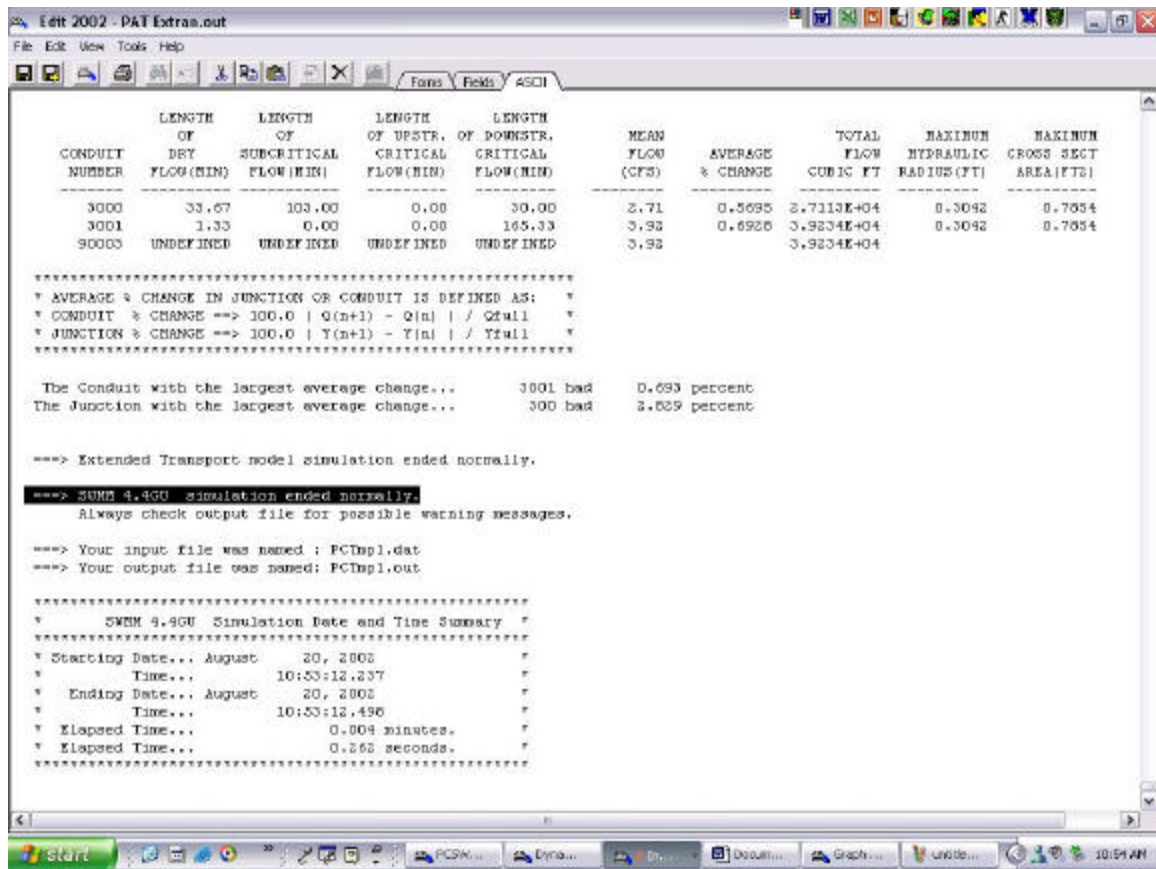 Edit 2002 - PAT Extran.out
File Edit View Tools Help
Forms Fields ASCII
LENGTH LENGTH LENGTH LENGTH
OF OF OF UPSTR. OF DOWNSTR. MEAN TOTAL MAXIMUM MAXIMUM
CONDUIT DRY SUBCRITICAL CRITICAL CRITICAL FLOW AVERAGE FLOW HYDRAULIC CROSS SECT
NUMBER FLOW(MIN) FLOW(MIN) FLOW(MIN) FLOW(MIN) (CFS) % CHANGE CUBIC FT RADIUS(FT) AREA(FT2)
3000 33.67 103.00 0.00 30.00 2.71 0.5695 2.7113E+04 0.3042 0.7854
3001 1.33 0.00 0.00 165.33 3.92 0.6928 3.9234E+04 0.3042 0.7854
90003 UNDEFINED UNDEFINED UNDEFINED UNDEFINED 3.92 3.9234E+04
*************************************************************
* AVERAGE % CHANGE IN JUNCTION OR CONDUIT IS DEFINED AS: *
* CONDUIT % CHANGE ==> 100.0 ( Q(n+1) - Q(n) ) / Qfull *
* JUNCTION % CHANGE ==> 100.0 ( Y(n+1) - Y(n) ) / Yfull *
*************************************************************
The Conduit with the largest average change... 3001 had 0.693 percent
The Junction with the largest average change... 300 had 2.829 percent
===> Extended Transport model simulation ended normally.
===> SWMM 4.4GU simulation ended normally.
Always check output file for possible warning messages.
===> Your input file was named : PCTmp1.dat
===> Your output file was named: PCTmp1.out
********************************************************
* SWMM 4.4GU Simulation Date and Time Summary *
********************************************************
* Starting Date... August 20, 2002 *
* Time... 10:53:12.237 *
* Ending Date... August 20, 2002 *
* Time... 10:53:12.498 *
* Elapsed Time... 0.004 minutes. *
* Elapsed Time... 0.262 seconds. *
********************************************************
start Dyna... Docum... Graph... untitle... 10:54 AM